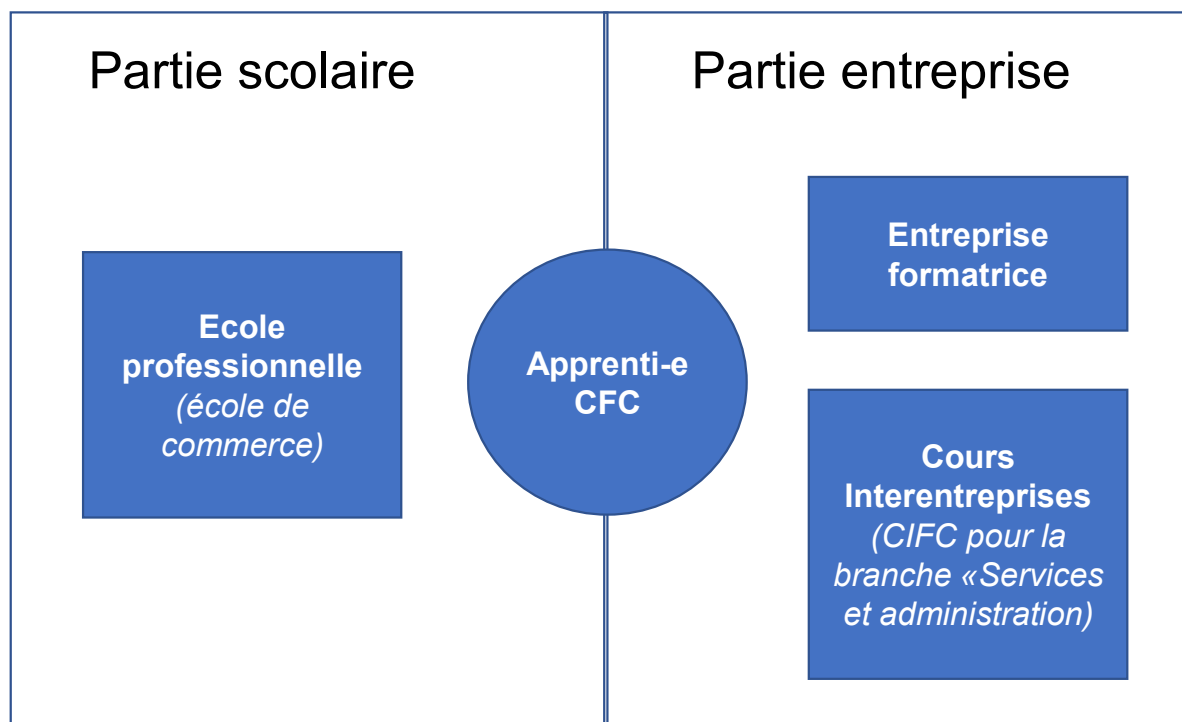 Partie scolaire
Partie entreprise
Ecole
professionnelle
(école de
commerce)
Apprenti-e
CFC
Entreprise
formatrice
Cours
Interentreprises
(CIFC pour la
branche «Services
et administration)